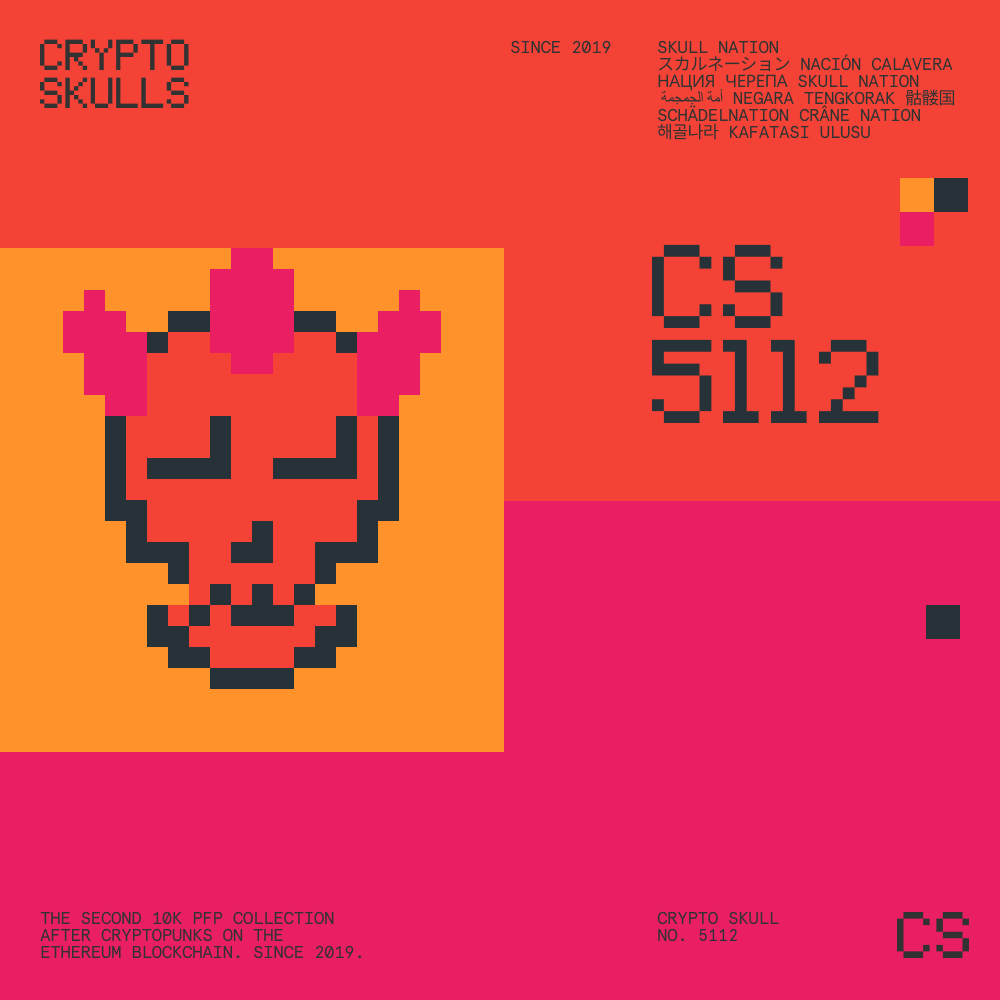 CRYPTO
SKULLS
SINCE 2019
SKULL NATION
スカルネーション NACIÓN CALAVERA
НАЦИЯ ЧЕРЕПА SKULL NATION
أمة الجمجمة NEGARA TENGKORAK 骷髅国
SCHÄDELNATION CRÂNE NATION
해골나라 KAFATASI ULUSU
CS
5112
THE SECOND 10K PFP COLLECTION
AFTER CRYPTOPUNKS ON THE
ETHEREUM BLOCKCHAIN. SINCE 2019.
CRYPTO SKULL
NO. 5112
CS